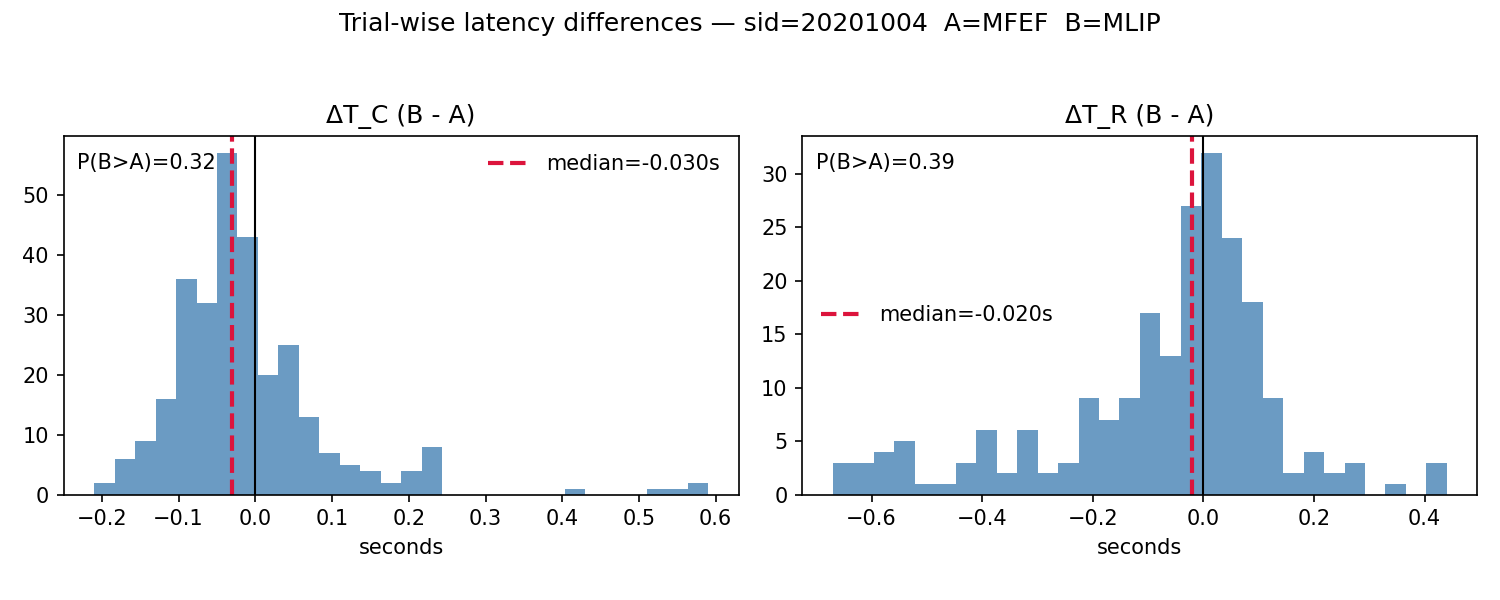 Trial-wise latency differences — sid=20201004  A=MFEF  B=MLIP
ΔT_C (B - A)
P(B>A)=0.32
median=-0.030s
50
40
30
20
10
0
−0.2 −0.1 0.0 0.1 0.2 0.3 0.4 0.5 0.6
seconds
ΔT_R (B - A)
P(B>A)=0.39
median=-0.020s
30
25
20
15
10
5
0
−0.6 −0.4 −0.2 0.0 0.2 0.4
seconds